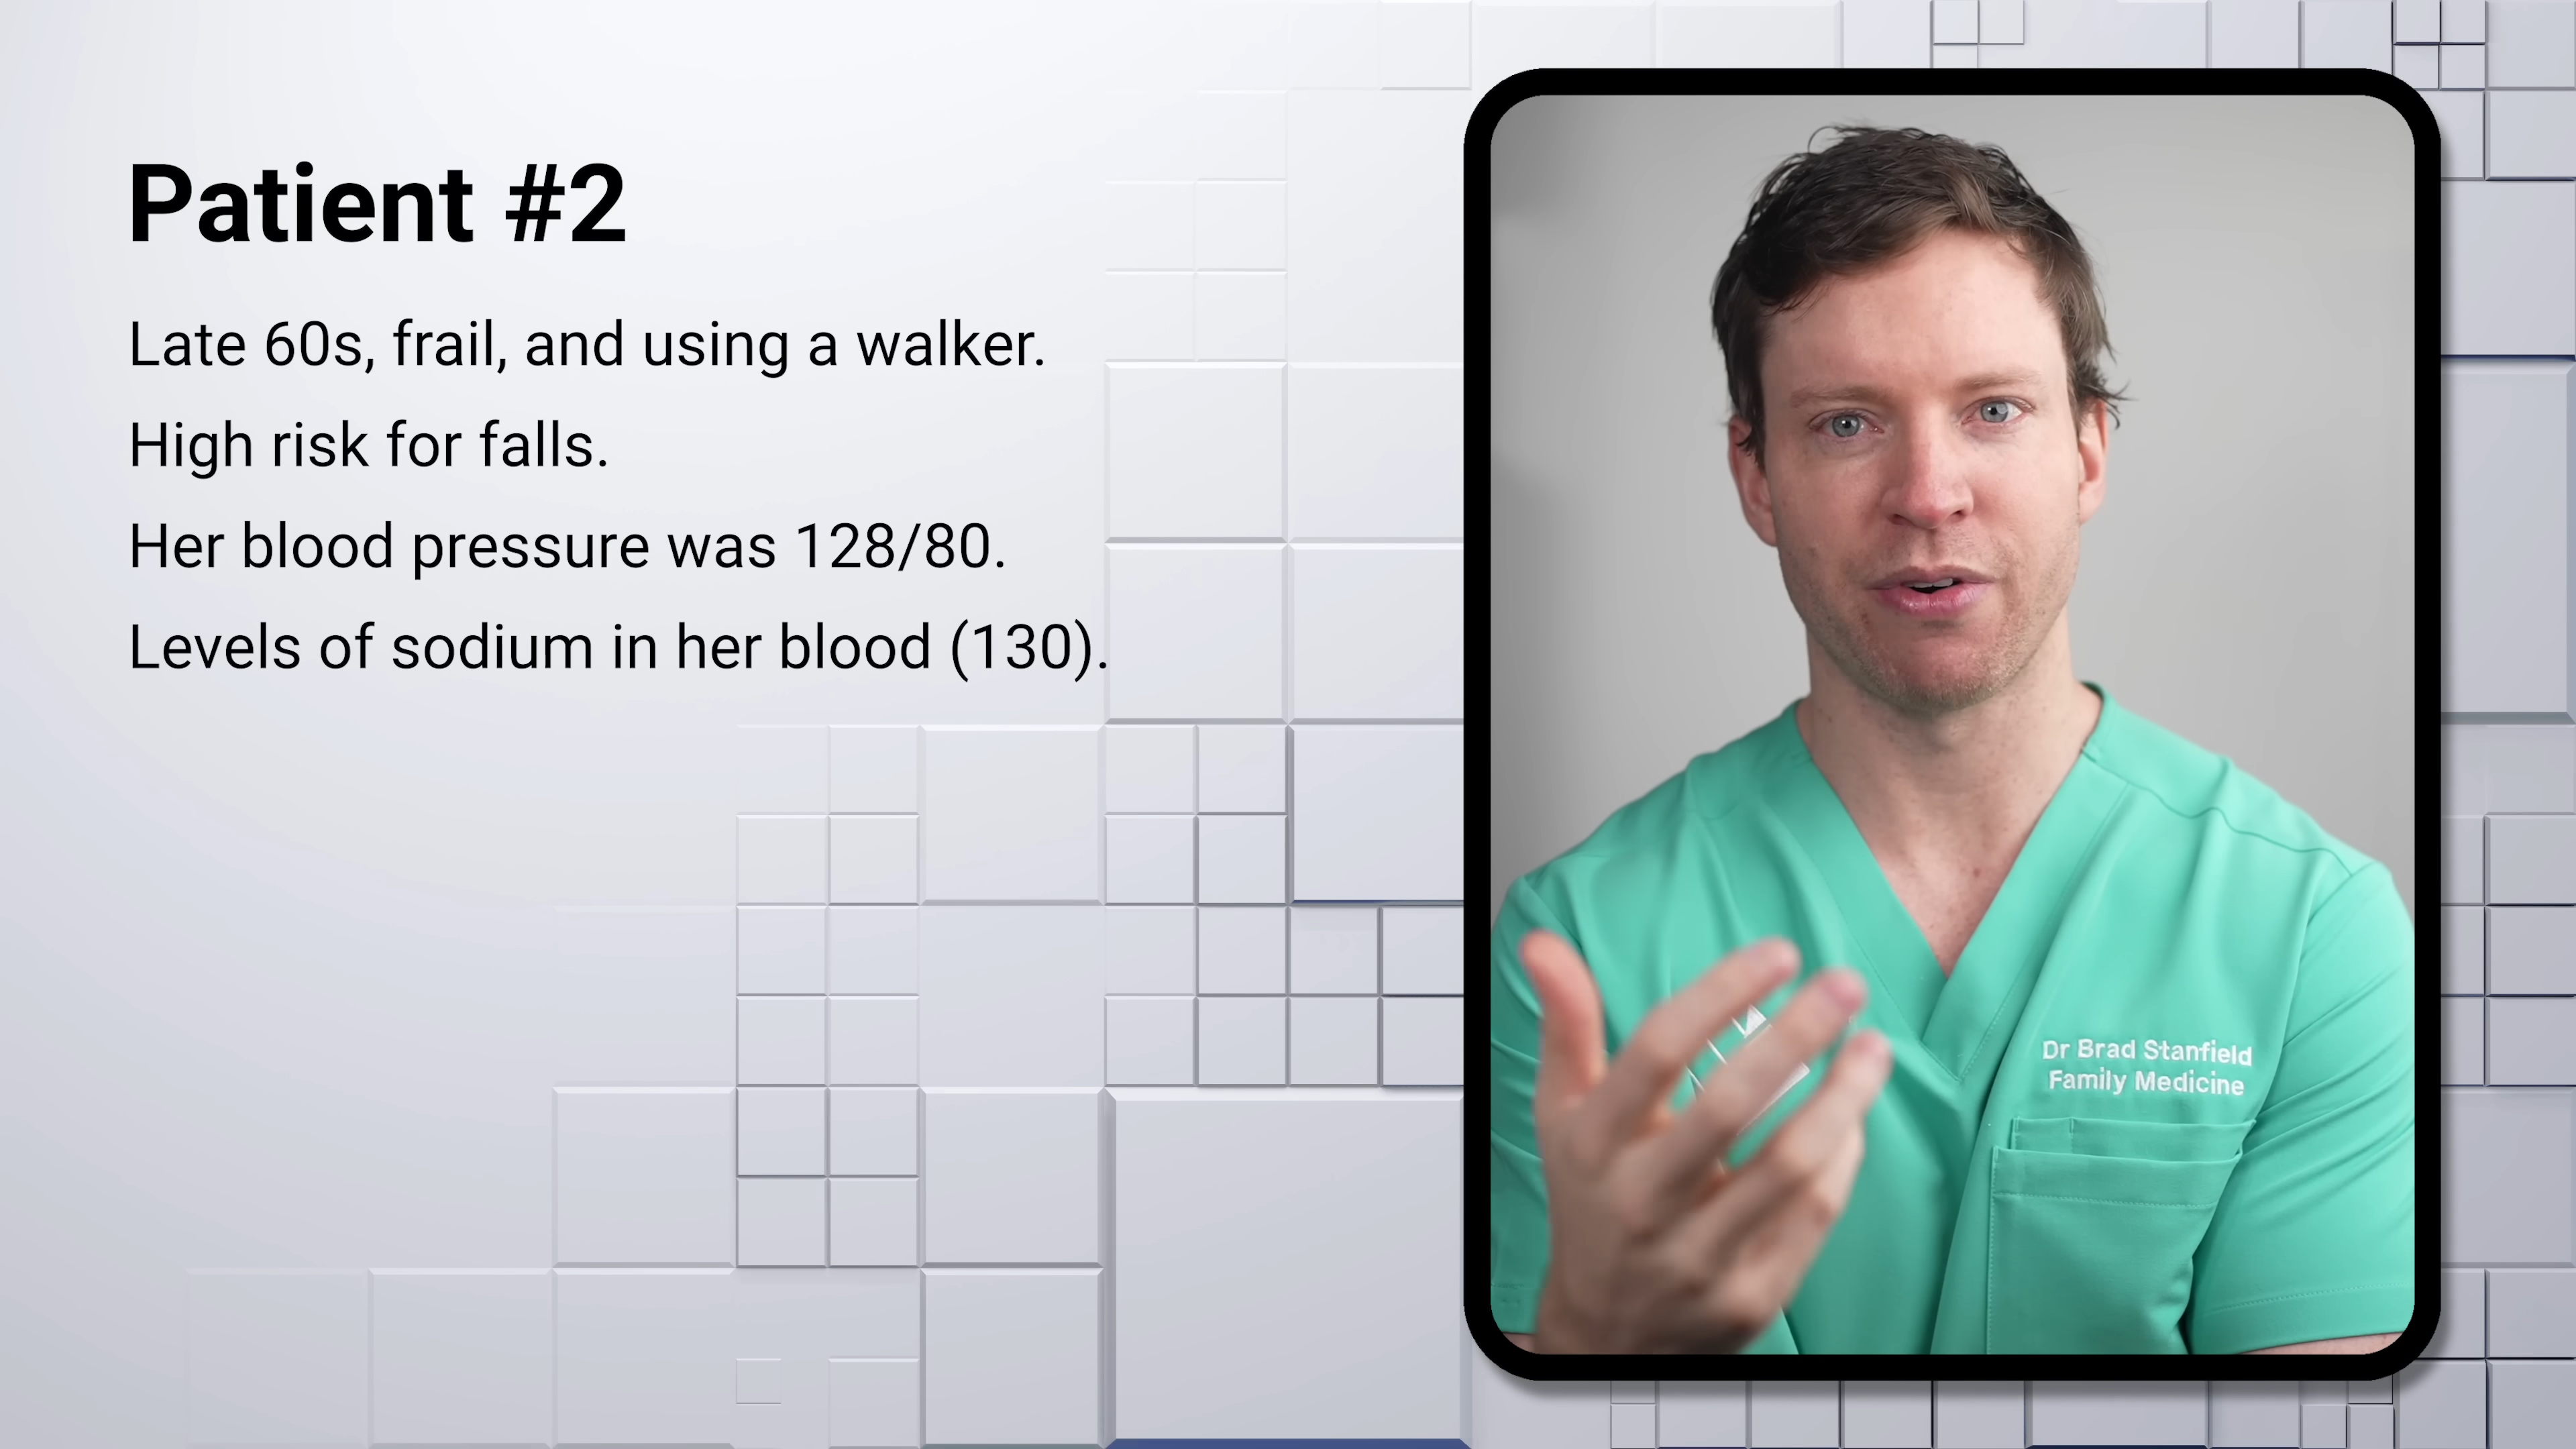 Patient #2
Late 60s, frail, and using a walker.
High risk for falls.
Her blood pressure was 128/80.
Levels of sodium in her blood (130).
Dr Brad Stanfield
Family Medicine